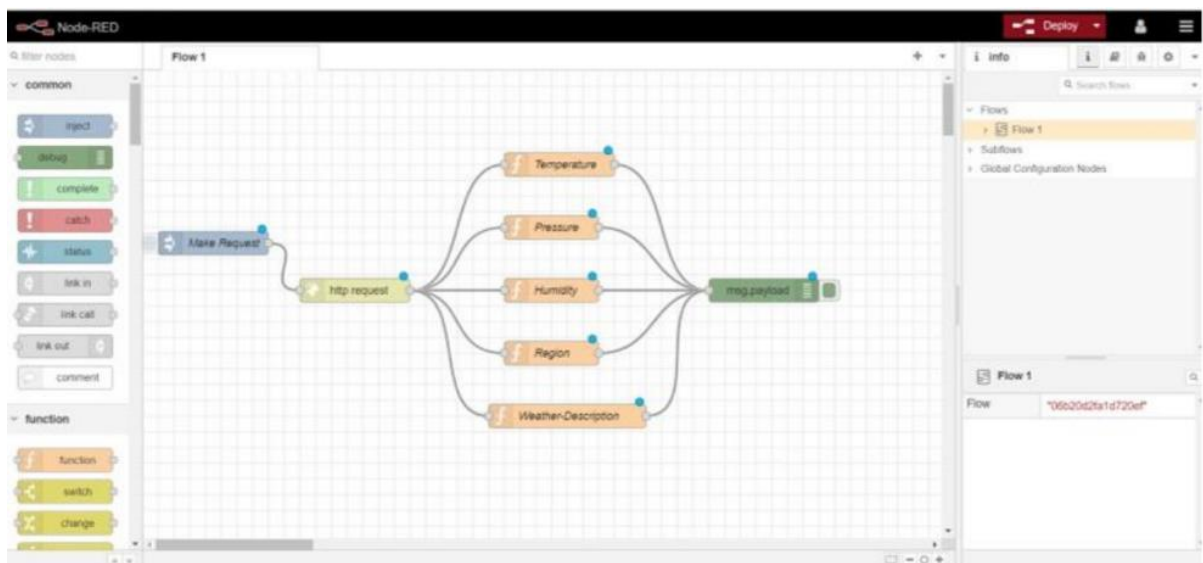 Node-RED
Deploy
filter nodes
Flow 1
i info
i
Search flows
common
inject
debug
complete
catch
status
link in
link call
link out
comment
function
function
switch
change
Make Request
http request
Temperature
Pressure
Humidity
Region
Weather-Description
msg.payload
Flows
Flow 1
Subflows
Global Configuration Nodes
Flow 1
Flow
"06b20d2fa1d720ef"